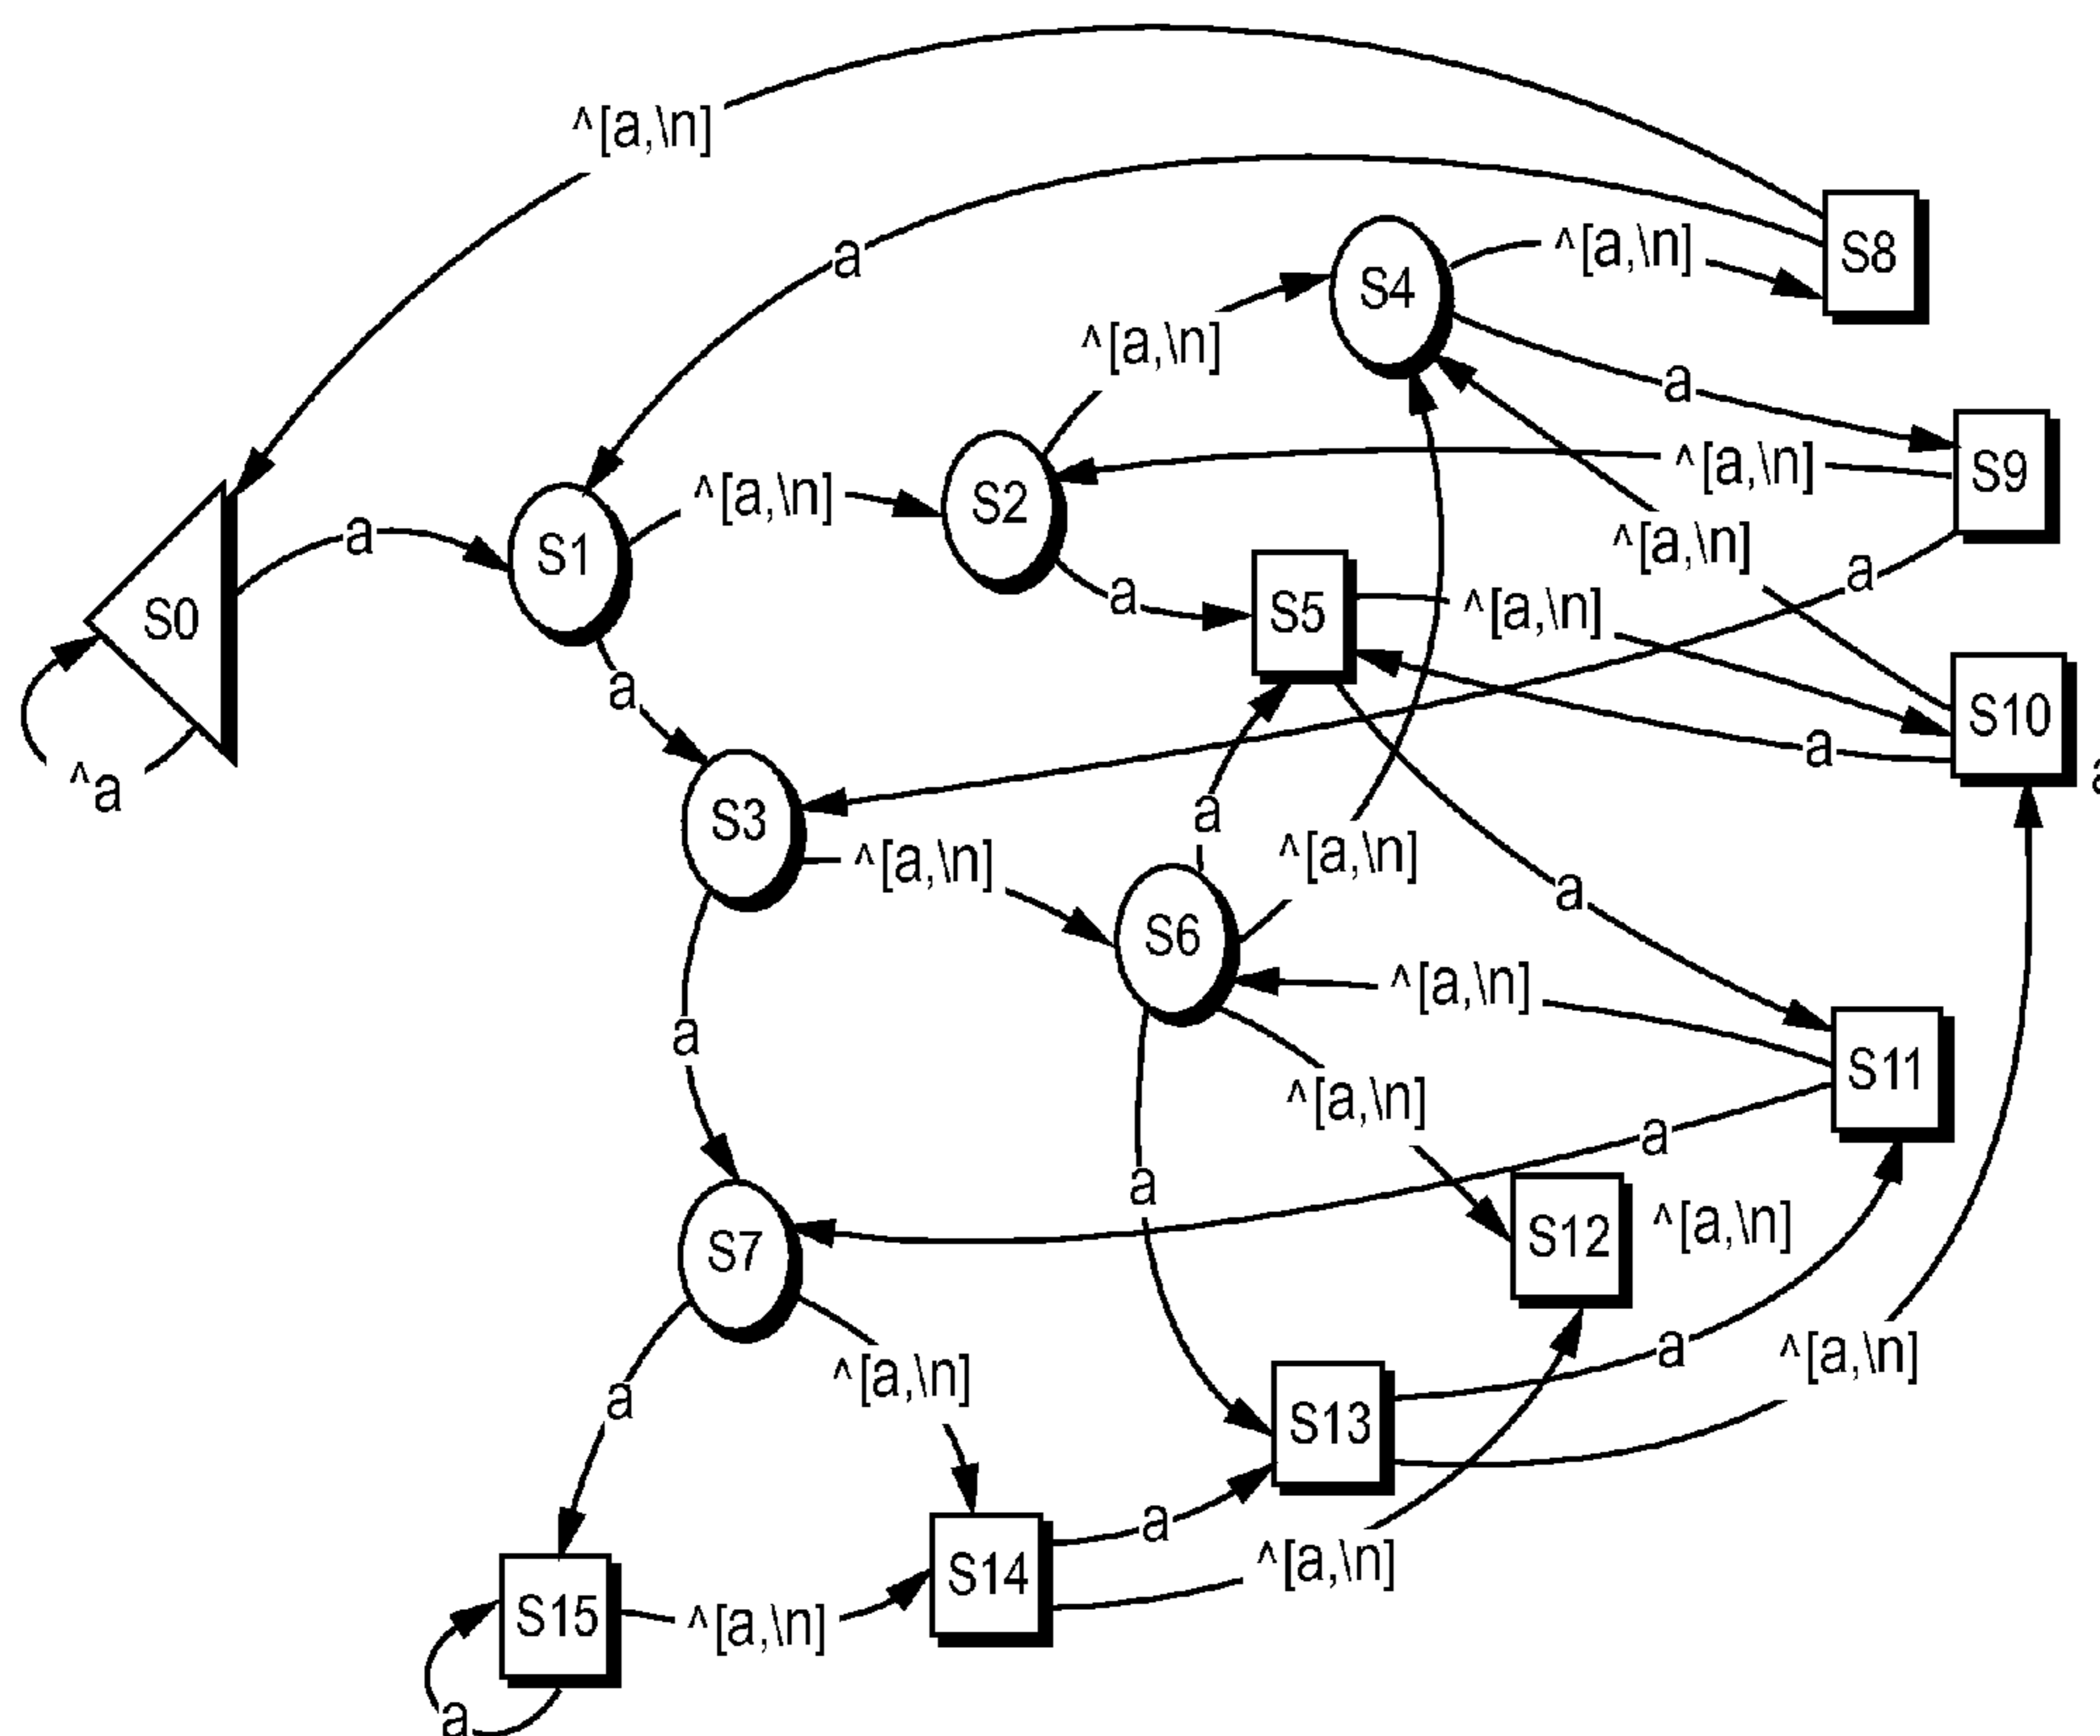 ^[a,\n]
a
S8
^[a,\n]
S4
^[a,\n]
a
^[a,\n]
S9
^[a,\n]
S2
a
S1
^[a,\n]
a
a
S5
^[a,\n]
S0
a
S10
a
^a
S3
a
^[a,\n]
^[a,\n]
a
S6
^[a,\n]
a
S11
^[a,\n]
a
a
S12
^[a,\n]
S7
a
^[a,\n]
a
^[a,\n]
a
S13
a
^[a,\n]
S14
S15
^[a,\n]
a